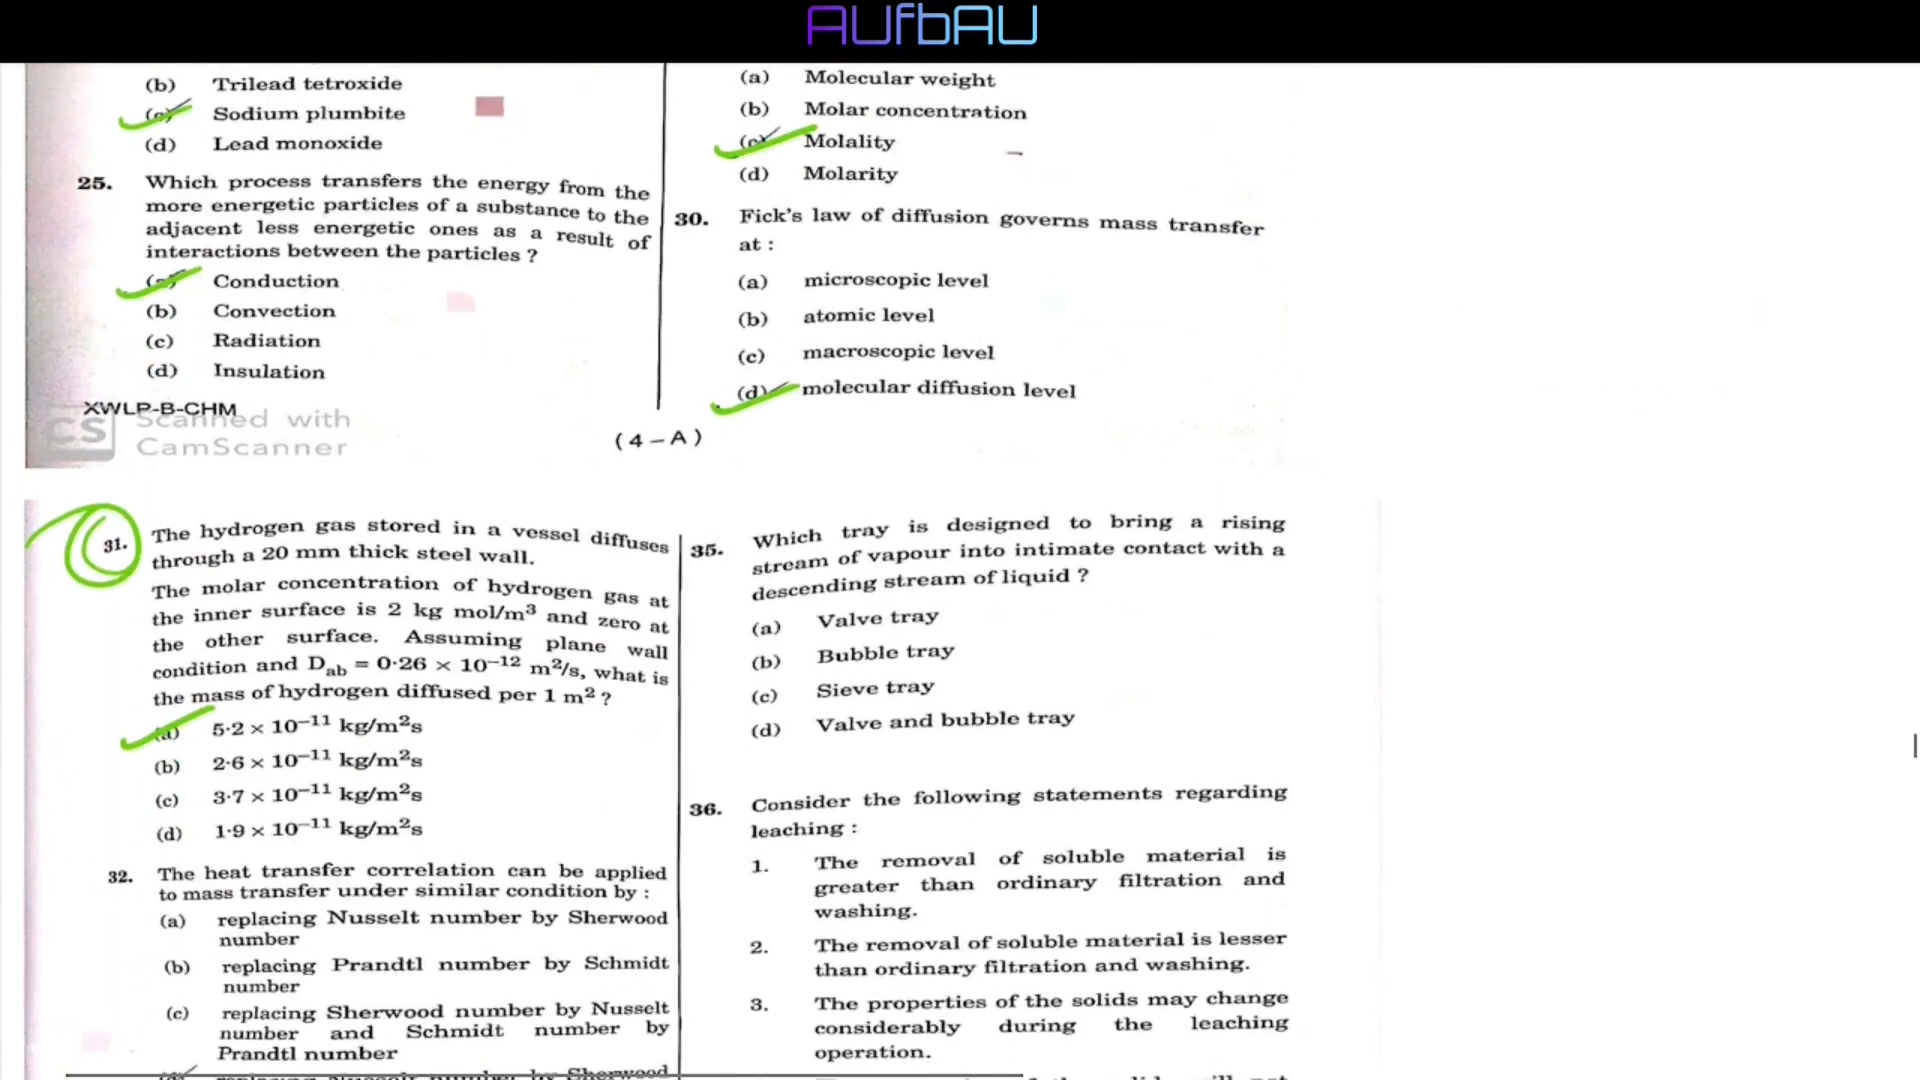 AUfbAU
(b) Trilead tetroxide
(c) Sodium plumbite
(d) Lead monoxide
25. Which process transfers the energy from the
more energetic particles of a substance to the
adjacent less energetic ones as a result of
interactions between the particles ?
(a) Conduction
(b) Convection
(c) Radiation
(d) Insulation
XWLP-B-CHM
CS Scanned with
CamScanner
(a) Molecular weight
(b) Molar concentration
(c) Molality
(d) Molarity
30. Fick's law of diffusion governs mass transfer
at :
(a) microscopic level
(b) atomic level
(c) macroscopic level
(d) molecular diffusion level
( 4 – A )
31. The hydrogen gas stored in a vessel diffuses
through a 20 mm thick steel wall.
The molar concentration of hydrogen gas at
the inner surface is 2 kg mol/m³ and zero at
the other surface. Assuming plane wall
condition and Dab = 0·26 × 10⁻¹² m²/s, what is
the mass of hydrogen diffused per 1 m² ?
(a) 5·2 × 10⁻¹¹ kg/m²s
(b) 2·6 × 10⁻¹¹ kg/m²s
(c) 3·7 × 10⁻¹¹ kg/m²s
(d) 1·9 × 10⁻¹¹ kg/m²s
32. The heat transfer correlation can be applied
to mass transfer under similar condition by :
(a) replacing Nusselt number by Sherwood
number
(b) replacing Prandtl number by Schmidt
number
(c) replacing Sherwood number by Nusselt
number and Schmidt number by
Prandtl number
35. Which tray is designed to bring a rising
stream of vapour into intimate contact with a
descending stream of liquid ?
(a) Valve tray
(b) Bubble tray
(c) Sieve tray
(d) Valve and bubble tray
36. Consider the following statements regarding
leaching :
1. The removal of soluble material is
greater than ordinary filtration and
washing.
2. The removal of soluble material is lesser
than ordinary filtration and washing.
3. The properties of the solids may change
considerably during the leaching
operation.